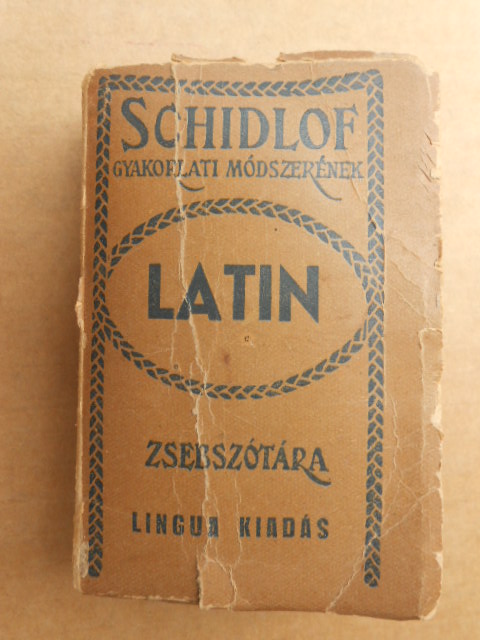 SCHIDLOF
GYAKORLATI MÓDSZERÉNEK
LATIN
ZSEBSZÓTÁRA
LINGUA KIADÁS